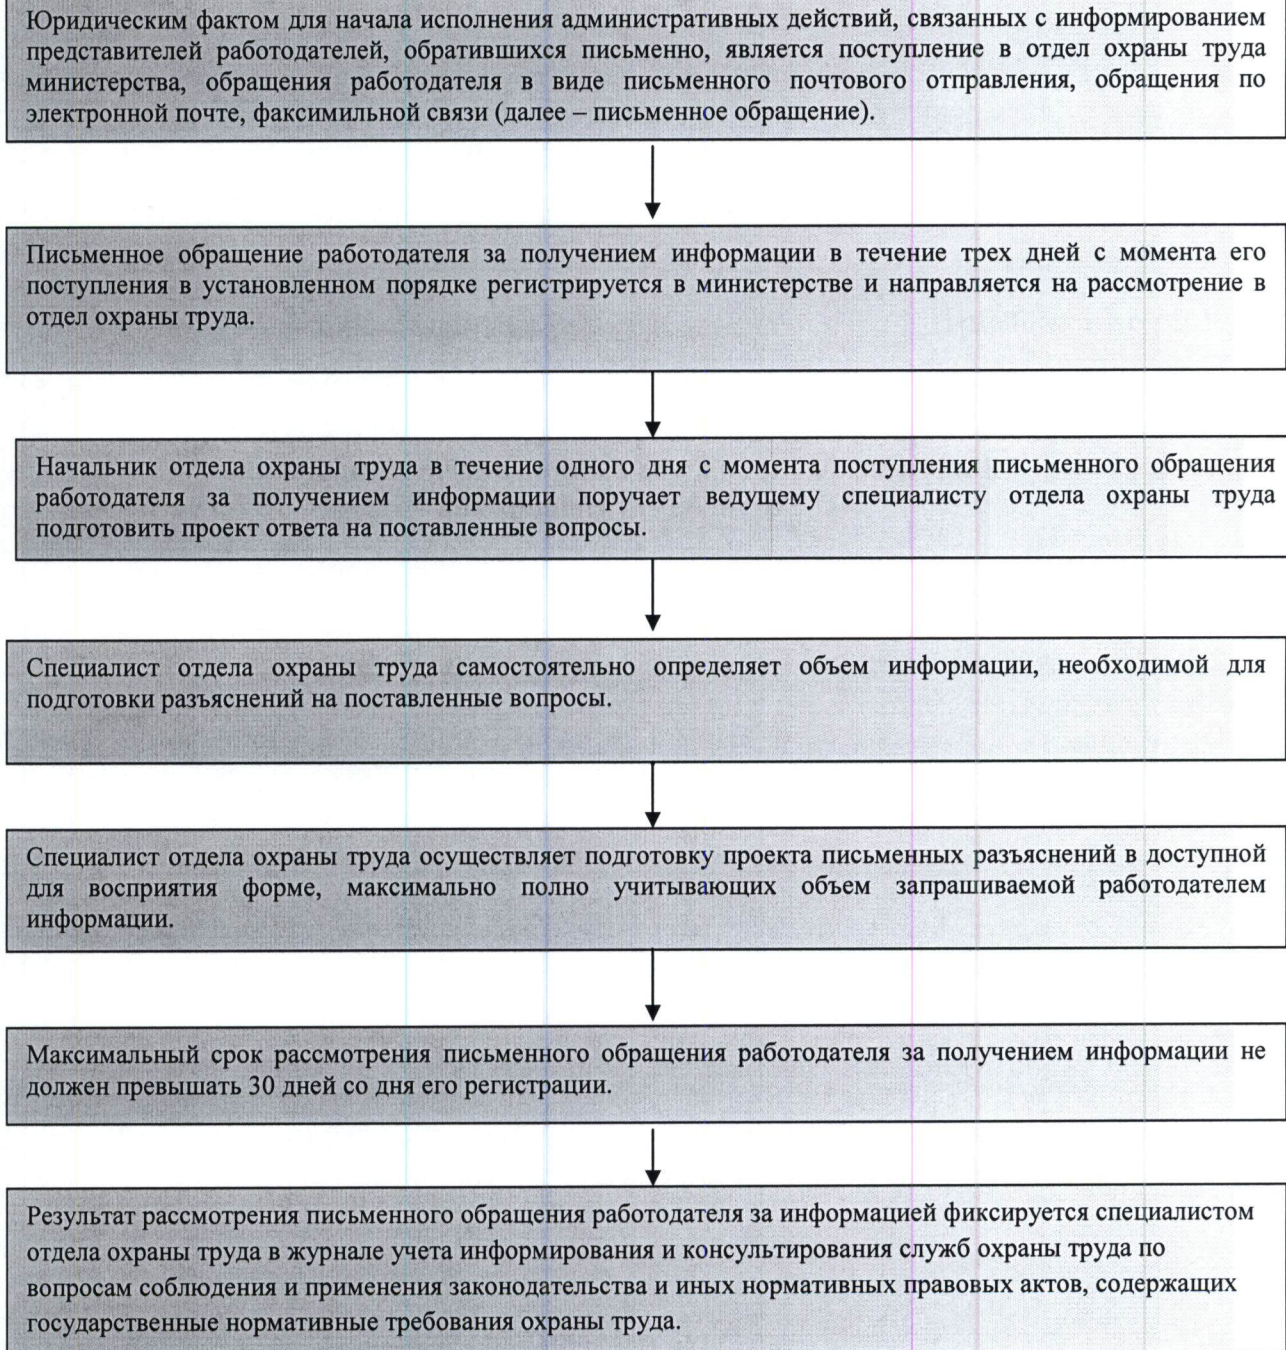 Юридическим фактом для начала исполнения административных действий, связанных с информированием
представителей работодателей, обратившихся письменно, является поступление в отдел охраны труда
министерства, обращения работодателя в виде письменного почтового отправления, обращения по
электронной почте, факсимильной связи (далее – письменное обращение).
Письменное обращение работодателя за получением информации в течение трех дней с момента его
поступления в установленном порядке регистрируется в министерстве и направляется на рассмотрение в
отдел охраны труда.
Начальник отдела охраны труда в течение одного дня с момента поступления письменного обращения
работодателя за получением информации поручает ведущему специалисту отдела охраны труда
подготовить проект ответа на поставленные вопросы.
Специалист отдела охраны труда самостоятельно определяет объем информации, необходимой для
подготовки разъяснений на поставленные вопросы.
Специалист отдела охраны труда осуществляет подготовку проекта письменных разъяснений в доступной
для восприятия форме, максимально полно учитывающих объем запрашиваемой работодателем
информации.
Максимальный срок рассмотрения письменного обращения работодателя за получением информации не
должен превышать 30 дней со дня его регистрации.
Результат рассмотрения письменного обращения работодателя за информацией фиксируется специалистом
отдела охраны труда в журнале учета информирования и консультирования служб охраны труда по
вопросам соблюдения и применения законодательства и иных нормативных правовых актов, содержащих
государственные нормативные требования охраны труда.